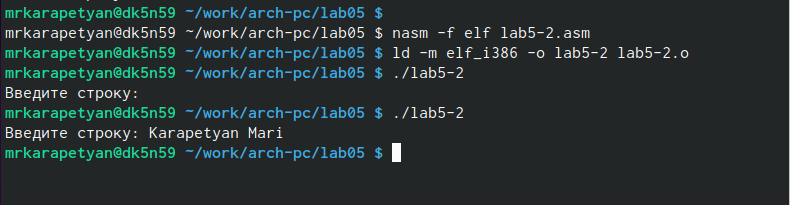 mrkarapetyan@dk5n59 ~/work/arch-pc/lab05 $
mrkarapetyan@dk5n59 ~/work/arch-pc/lab05 $ nasm -f elf lab5-2.asm
mrkarapetyan@dk5n59 ~/work/arch-pc/lab05 $ ld -m elf_i386 -o lab5-2 lab5-2.o
mrkarapetyan@dk5n59 ~/work/arch-pc/lab05 $ ./lab5-2
Введите строку:
mrkarapetyan@dk5n59 ~/work/arch-pc/lab05 $ ./lab5-2
Введите строку: Karapetyan Mari
mrkarapetyan@dk5n59 ~/work/arch-pc/lab05 $